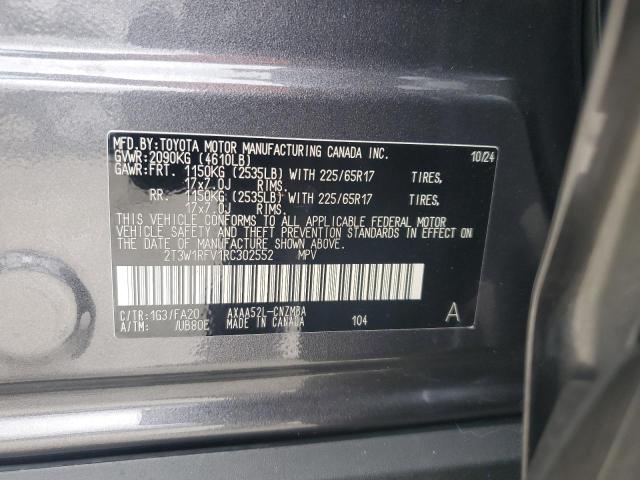 MFD.BY:TOYOTA MOTOR MANUFACTURING CANADA INC. 10/24
GVWR:2090KG (4610LB)
GAWR:FRT. 1150KG (2535LB) WITH 225/65R17 TIRES,
17x7.0J RIMS.
RR. 1150KG (2535LB) WITH 225/65R17 TIRES,
17x7.0J RIMS.
THIS VEHICLE CONFORMS TO ALL APPLICABLE FEDERAL MOTOR
VEHICLE SAFETY AND THEFT PREVENTION STANDARDS IN EFFECT
ON THE DATE OF MANUFACTURE SHOWN ABOVE.
2T3W1RFV1RC302552 MPV
C/TR:1G3/FA20 AXAA52L-CNZMBA
A/TM: /UB80E MADE IN CANADA 104 A